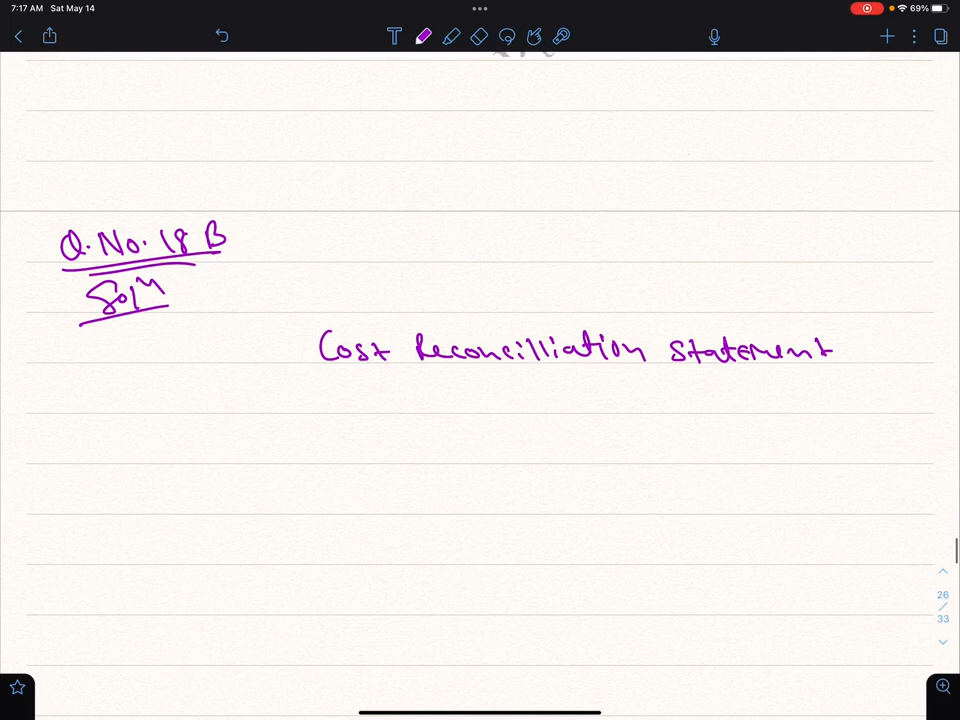 7:17 AM Sat May 14
69%
Q. No. 18 B
Sol^n
Cost Reconcilliation Statement
26
/
33